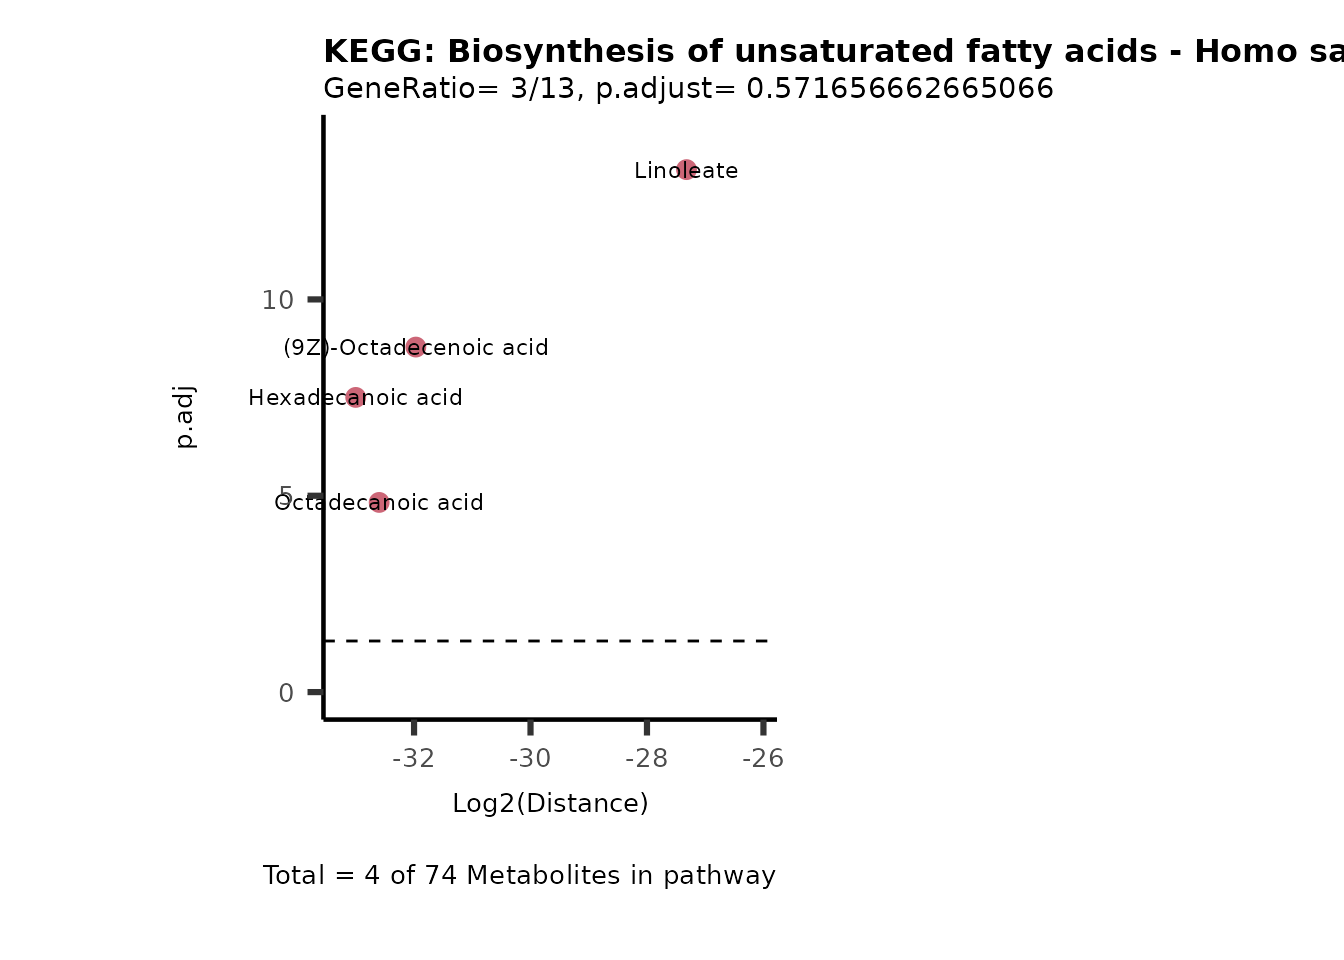 KEGG: Biosynthesis of unsaturated fatty acids - Homo sa
GeneRatio= 3/13, p.adjust= 0.571656662665066
Linoleate
10
(9Z)-Octadecenoic acid
Hexadecanoic acid
p.adj
5
Octadecanoic acid
0
-32 -30 -28 -26
Log2(Distance)
Total = 4 of 74 Metabolites in pathway